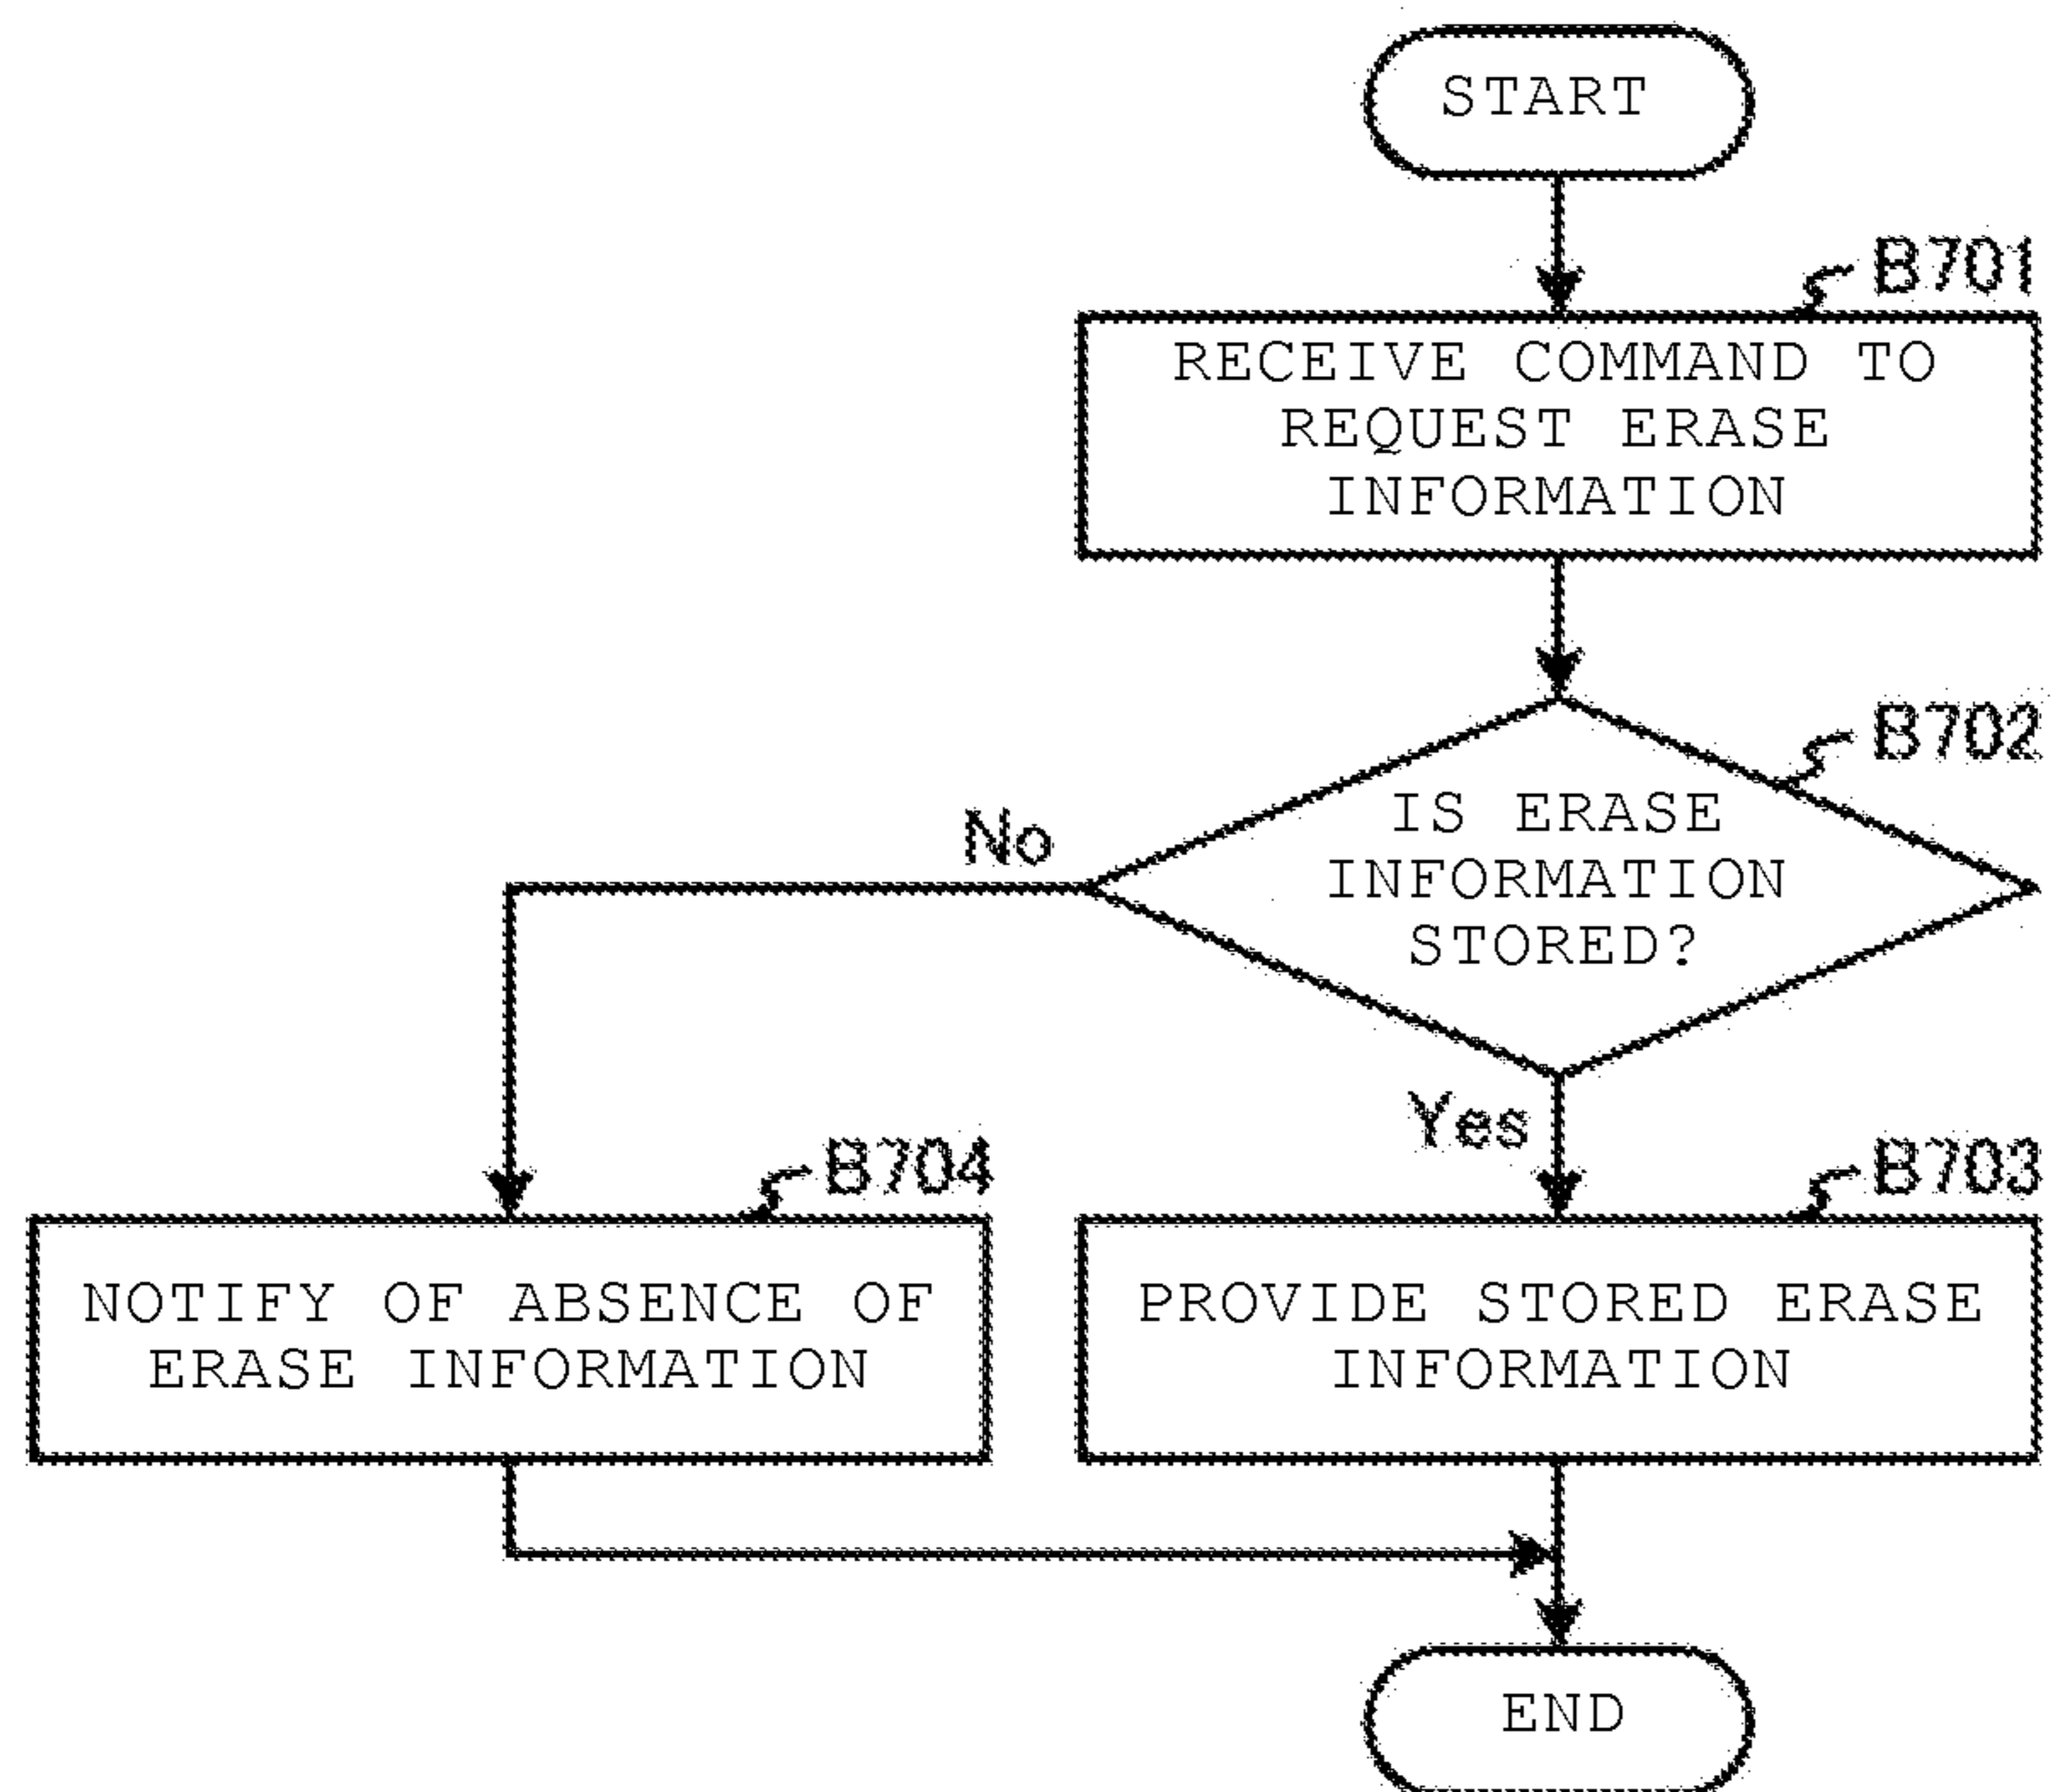 START
B701
RECEIVE COMMAND TO
REQUEST ERASE
INFORMATION
B702
IS ERASE
INFORMATION
STORED?
No
Yes
B704
NOTIFY OF ABSENCE OF
ERASE INFORMATION
B703
PROVIDE STORED ERASE
INFORMATION
END